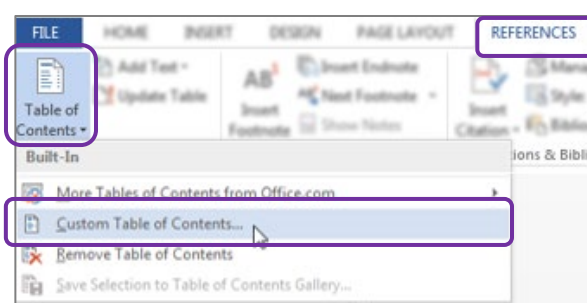 FILE HOME INSERT DESIGN PAGE LAYOUT REFERENCES
Table of
Contents
Add Text
Update Table
AB¹
Insert
Footnote
Insert Endnote
Next Footnote
Show Notes
Insert
Citation
Style
Built-In
More Tables of Contents from Office.com
Custom Table of Contents...
Remove Table of Contents
Save Selection to Table of Contents Gallery...